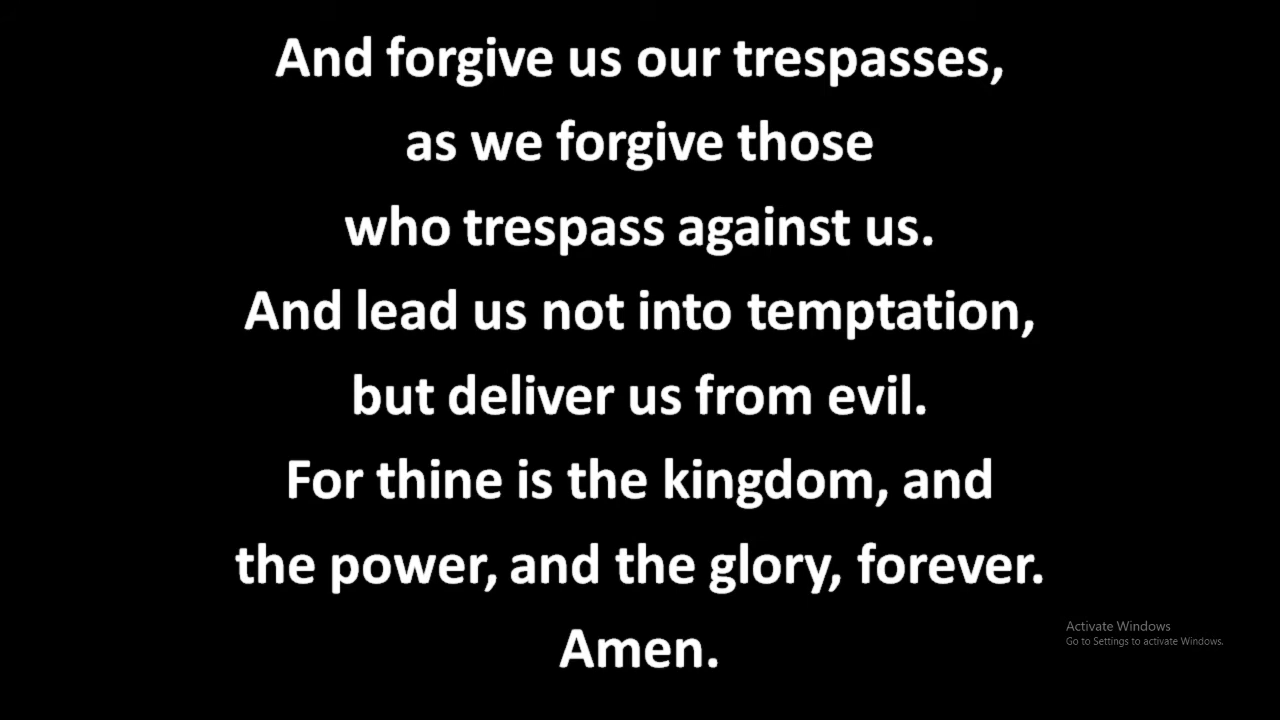 And forgive us our trespasses,
as we forgive those
who trespass against us.
And lead us not into temptation,
but deliver us from evil.
For thine is the kingdom, and
the power, and the glory, forever.
Amen.
Activate Windows
Go to Settings to activate Windows.